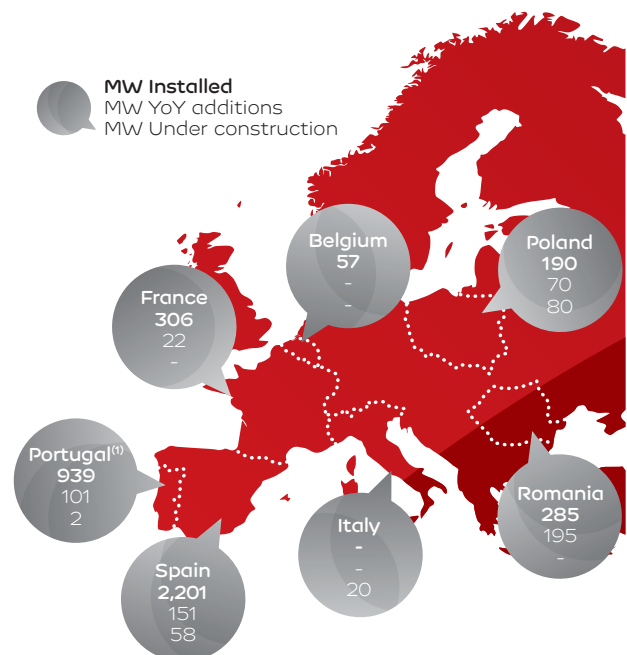 MW Installed
MW YoY additions
MW Under construction
Belgium
57
-
-
Poland
190
70
80
France
306
22
-
Portugal(1)
939
101
2
Spain
2,201
151
58
Italy
-
-
20
Romania
285
195
-